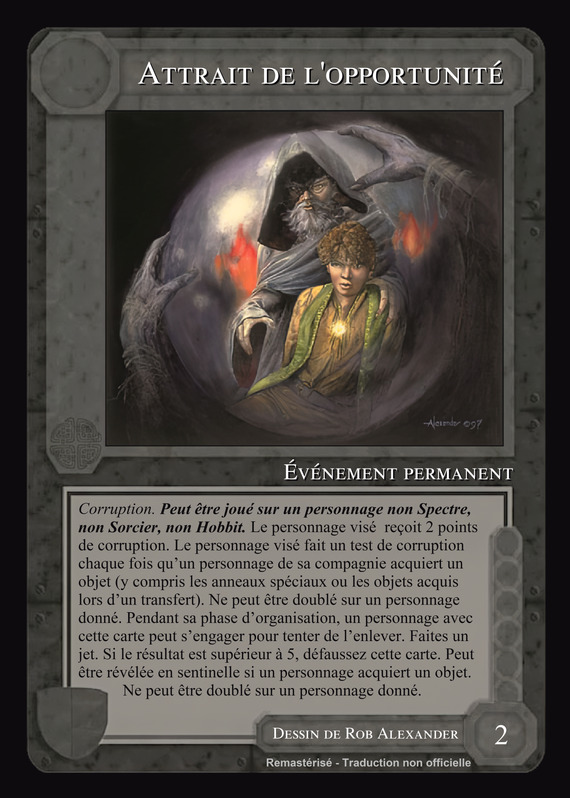 Attrait de l'opportunité
Alexander ©97
Événement permanent
Corruption. Peut être joué sur un personnage non Spectre,
non Sorcier, non Hobbit. Le personnage visé reçoit 2 points
de corruption. Le personnage visé fait un test de corruption
chaque fois qu'un personnage de sa compagnie acquiert un
objet (y compris les anneaux spéciaux ou les objets acquis
lors d'un transfert). Ne peut être doublé sur un personnage
donné. Pendant sa phase d'organisation, un personnage avec
cette carte peut s'engager pour tenter de l'enlever. Faites un
jet. Si le résultat est supérieur à 5, défaussez cette carte. Peut
être révélée en sentinelle si un personnage acquiert un objet.
Ne peut être doublé sur un personnage donné.
Dessin de Rob Alexander
2
Remastérisé - Traduction non officielle